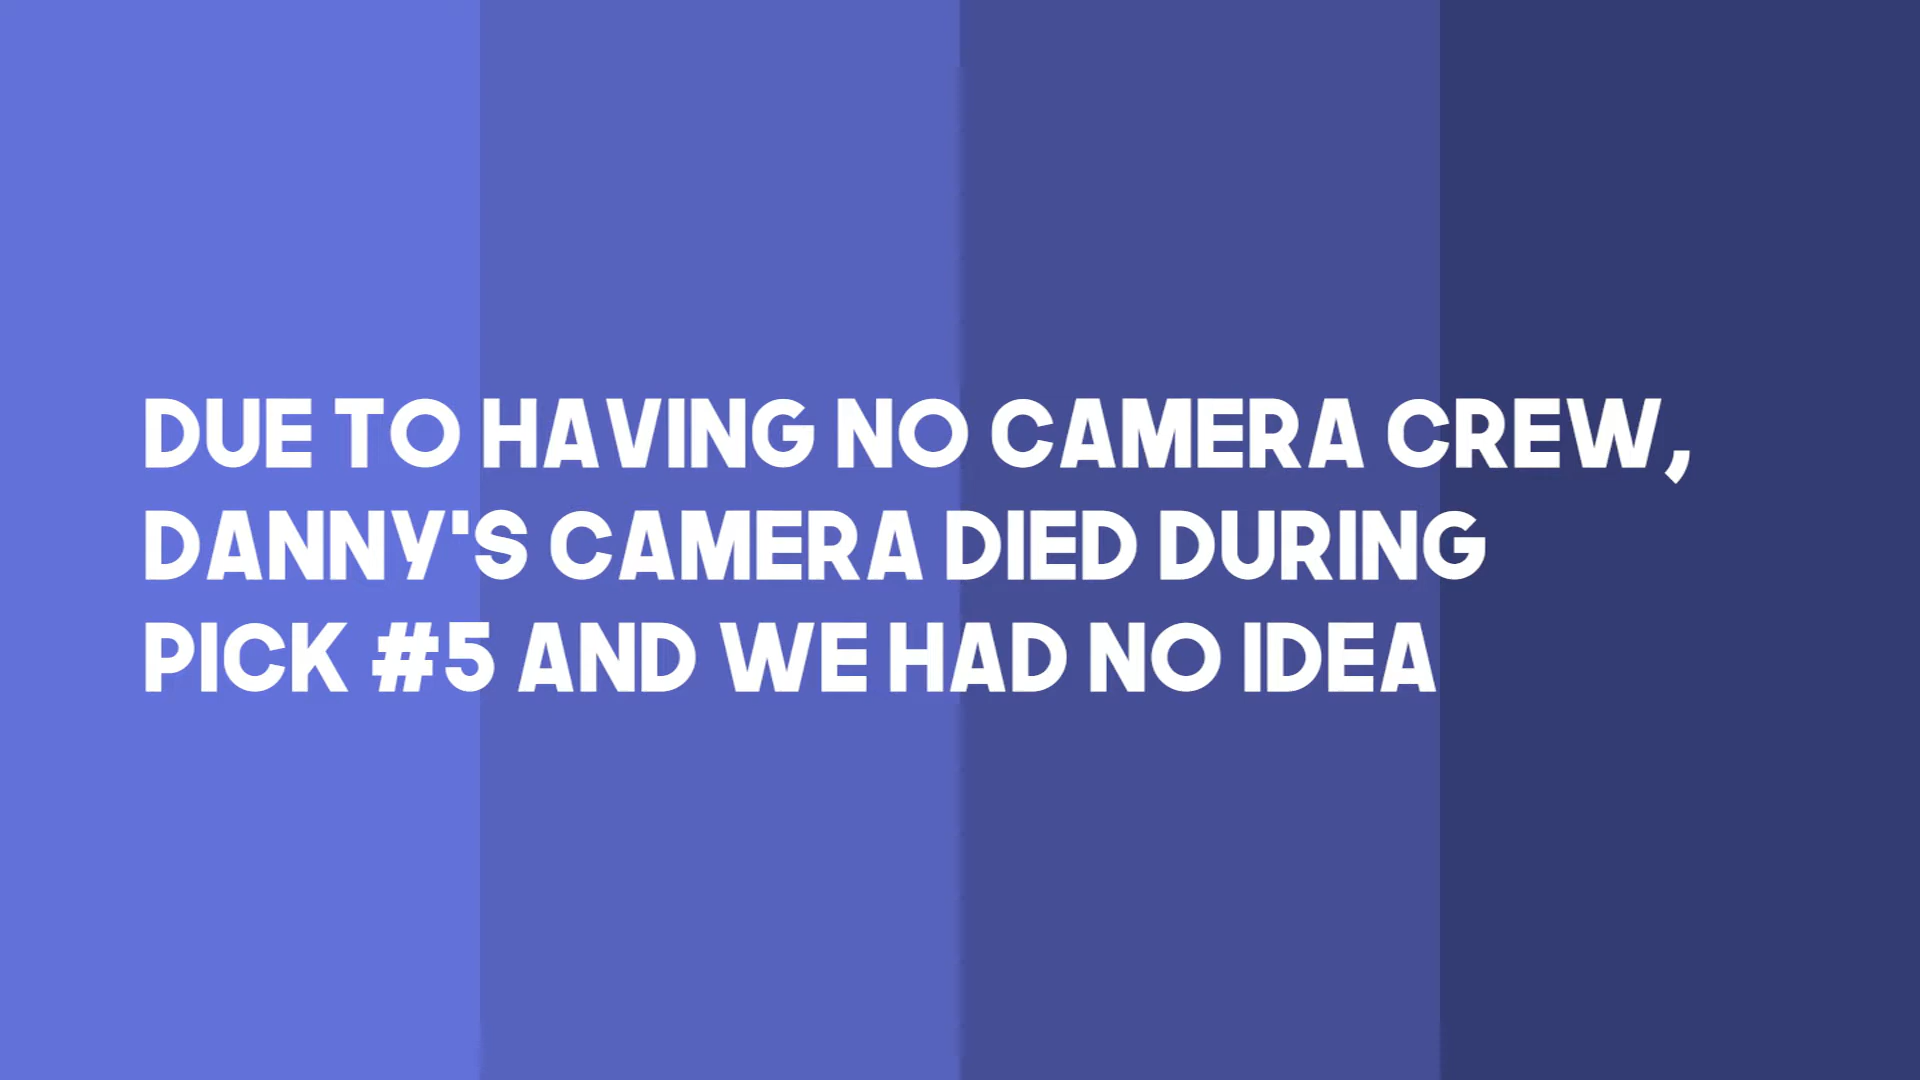 DUE TO HAVING NO CAMERA CREW,
DANNY'S CAMERA DIED DURING
PICK #5 AND WE HAD NO IDEA